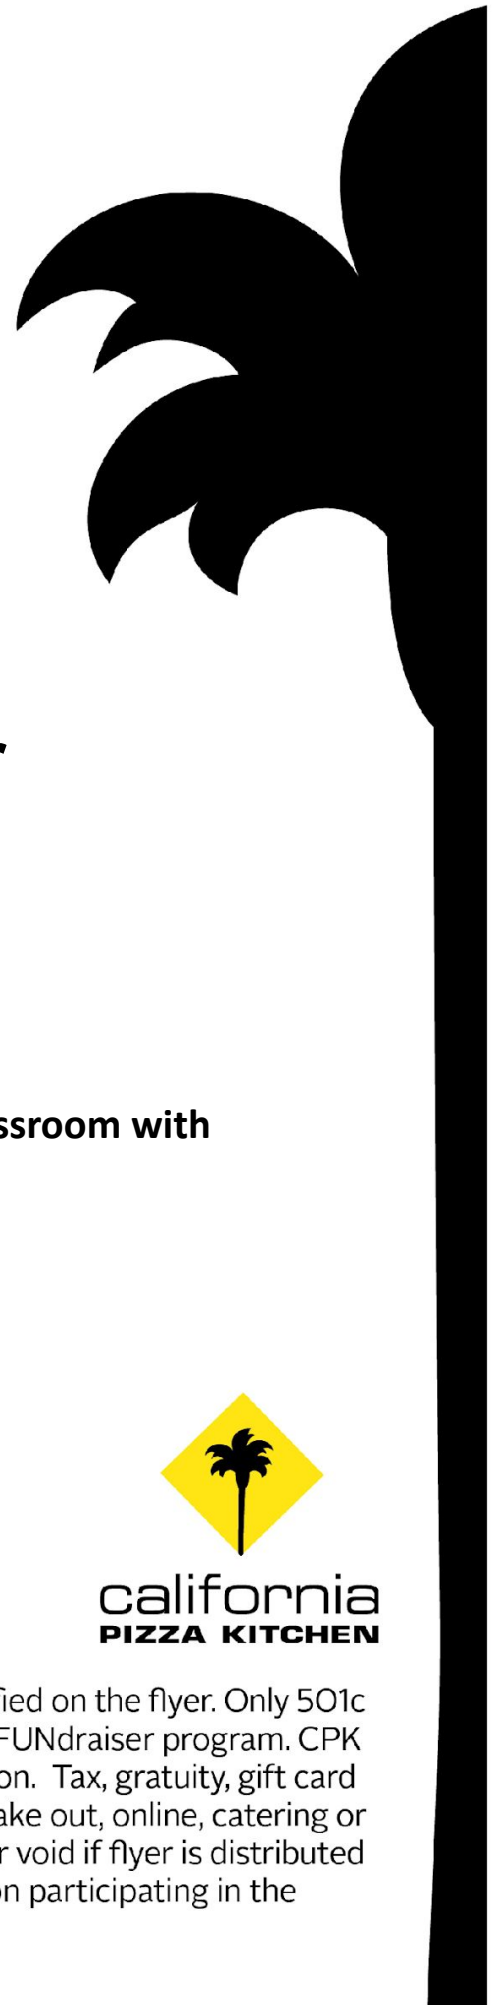 ssroom with
california
PIZZA KITCHEN
fied on the flyer. Only 501c
FUNdraiser program. CPK
on. Tax, gratuity, gift card
ake out, online, catering or
r void if flyer is distributed
on participating in the